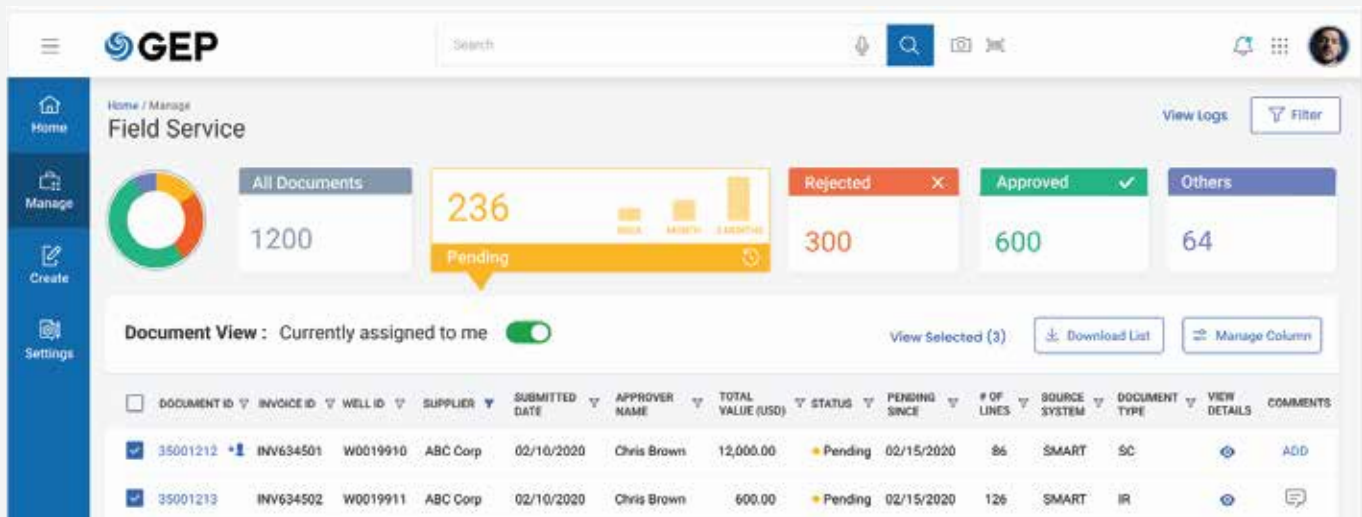 GEP
Search
Home
Manage
Create
Settings
Home / Manage
Field Service
View Logs
Filter
All Documents
1200
236
WEEK MONTH 3 MONTHS
Pending
Rejected
300
Approved
600
Others
64
Document View : Currently assigned to me
View Selected (3)
Download List
Manage Column
DOCUMENT ID INVOICE ID WELL ID SUPPLIER SUBMITTED DATE APPROVER NAME TOTAL VALUE (USD) STATUS PENDING SINCE # OF LINES SOURCE SYSTEM DOCUMENT TYPE VIEW DETAILS COMMENTS
35001212 INV634501 W0019910 ABC Corp 02/10/2020 Chris Brown 12,000.00 Pending 02/15/2020 86 SMART SC ADD
35001213 INV634502 W0019911 ABC Corp 02/10/2020 Chris Brown 600.00 Pending 02/15/2020 126 SMART IR